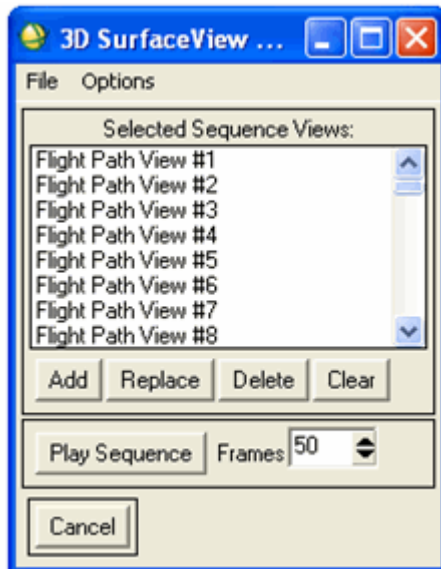 3D SurfaceView ...
File Options
Selected Sequence Views:
Flight Path View #1
Flight Path View #2
Flight Path View #3
Flight Path View #4
Flight Path View #5
Flight Path View #6
Flight Path View #7
Flight Path View #8
Add Replace Delete Clear
Play Sequence Frames 50
Cancel